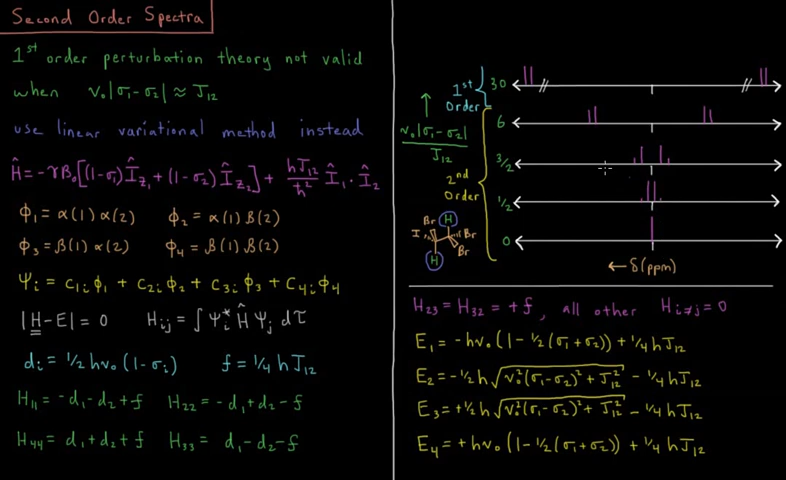 Second Order Spectra
1st order perturbation theory not valid
when ν₀|σ₁-σ₂| ≈ J₁₂
use linear variational method instead
Ĥ = -γB₀[(1-σ₁)Î_z₁ + (1-σ₂)Î_z₂] + hJ₁₂/ħ² Î₁·Î₂
ϕ₁ = α(1)α(2) ϕ₂ = α(1)β(2)
ϕ₃ = β(1)α(2) ϕ₄ = β(1)β(2)
Ψᵢ = C₁ᵢϕ₁ + C₂ᵢϕ₂ + C₃ᵢϕ₃ + C₄ᵢϕ₄
|H-E| = 0 Hᵢⱼ = ∫Ψᵢ* Ĥ Ψⱼ dτ
dᵢ = ½hν₀(1-σᵢ) f = ¼hJ₁₂
H₁₁ = -d₁-d₂+f H₂₂ = -d₁+d₂-f
H₄₄ = d₁+d₂+f H₃₃ = d₁-d₂-f
1st
Order
30
6
ν₀|σ₁-σ₂|
J₁₂
3/2
2nd
Order
1/2
0
Br
H
I
Br
Br
H
← δ(ppm)
H₂₃ = H₃₂ = +f, all other H_i≠j = 0
E₁ = -hν₀(1-½(σ₁+σ₂)) + ¼hJ₁₂
E₂ = -½h√(ν₀²(σ₁-σ₂)² + J₁₂²) - ¼hJ₁₂
E₃ = +½h√(ν₀²(σ₁-σ₂)² + J₁₂²) - ¼hJ₁₂
E₄ = +hν₀(1-½(σ₁+σ₂)) + ¼hJ₁₂